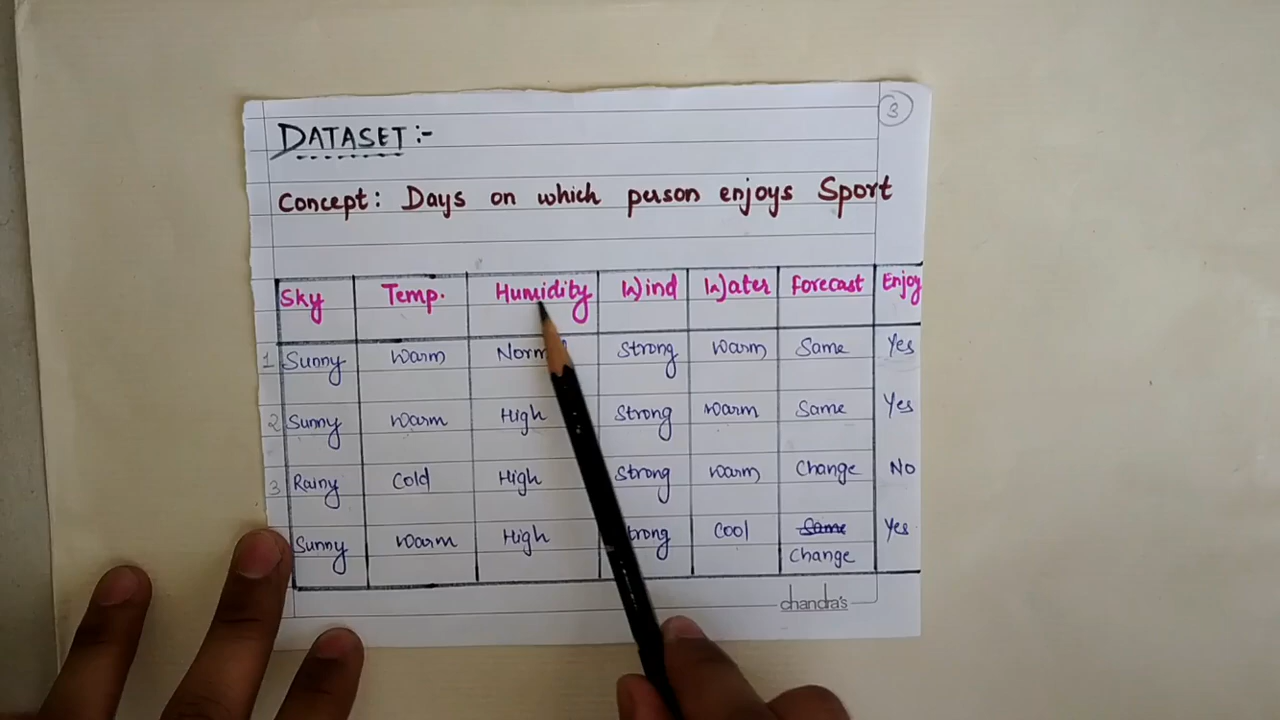 3
DATASET :-
Concept: Days on which person enjoys Sport
Sky Temp. Humidity Wind Water Forecast Enjoy
1 Sunny Warm Strong Warm Same Yes
2 Sunny Warm High Strong Warm Same Yes
3 Rainy Cold High Strong Warm Change No
Sunny Warm High Cool Same Yes
Change
chandra's